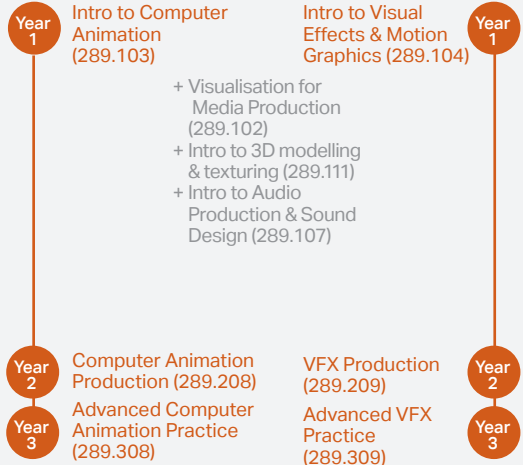 Year
1
Intro to Computer
Animation
(289.103)
Intro to Visual
Effects & Motion
Graphics (289.104)
Year
1
+ Visualisation for
Media Production
(289.102)
+ Intro to 3D modelling
& texturing (289.111)
+ Intro to Audio
Production & Sound
Design (289.107)
Year
2
Computer Animation
Production (289.208)
VFX Production
(289.209)
Year
2
Year
3
Advanced Computer
Animation Practice
(289.308)
Advanced VFX
Practice
(289.309)
Year
3